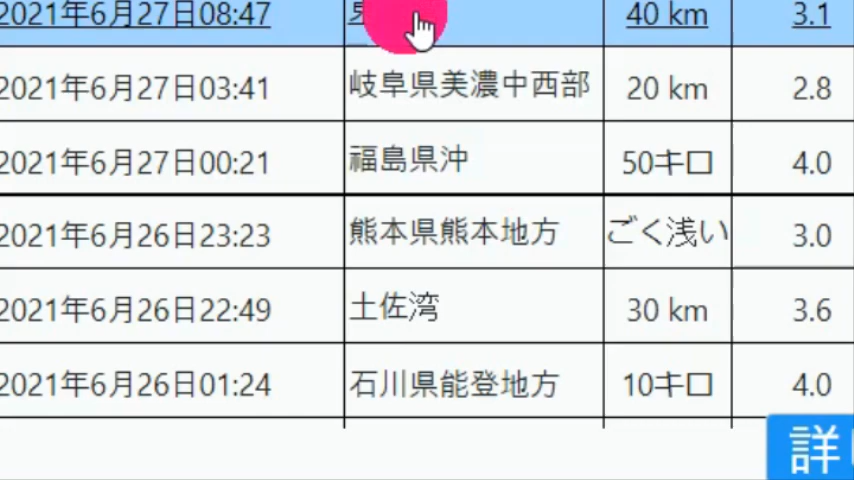 2021年6月27日08:47 40 km 3.1
2021年6月27日03:41 岐阜県美濃中西部 20 km 2.8
2021年6月27日00:21 福島県沖 50キロ 4.0
2021年6月26日23:23 熊本県熊本地方 ごく浅い 3.0
2021年6月26日22:49 土佐湾 30 km 3.6
2021年6月26日01:24 石川県能登地方 10キロ 4.0
詳